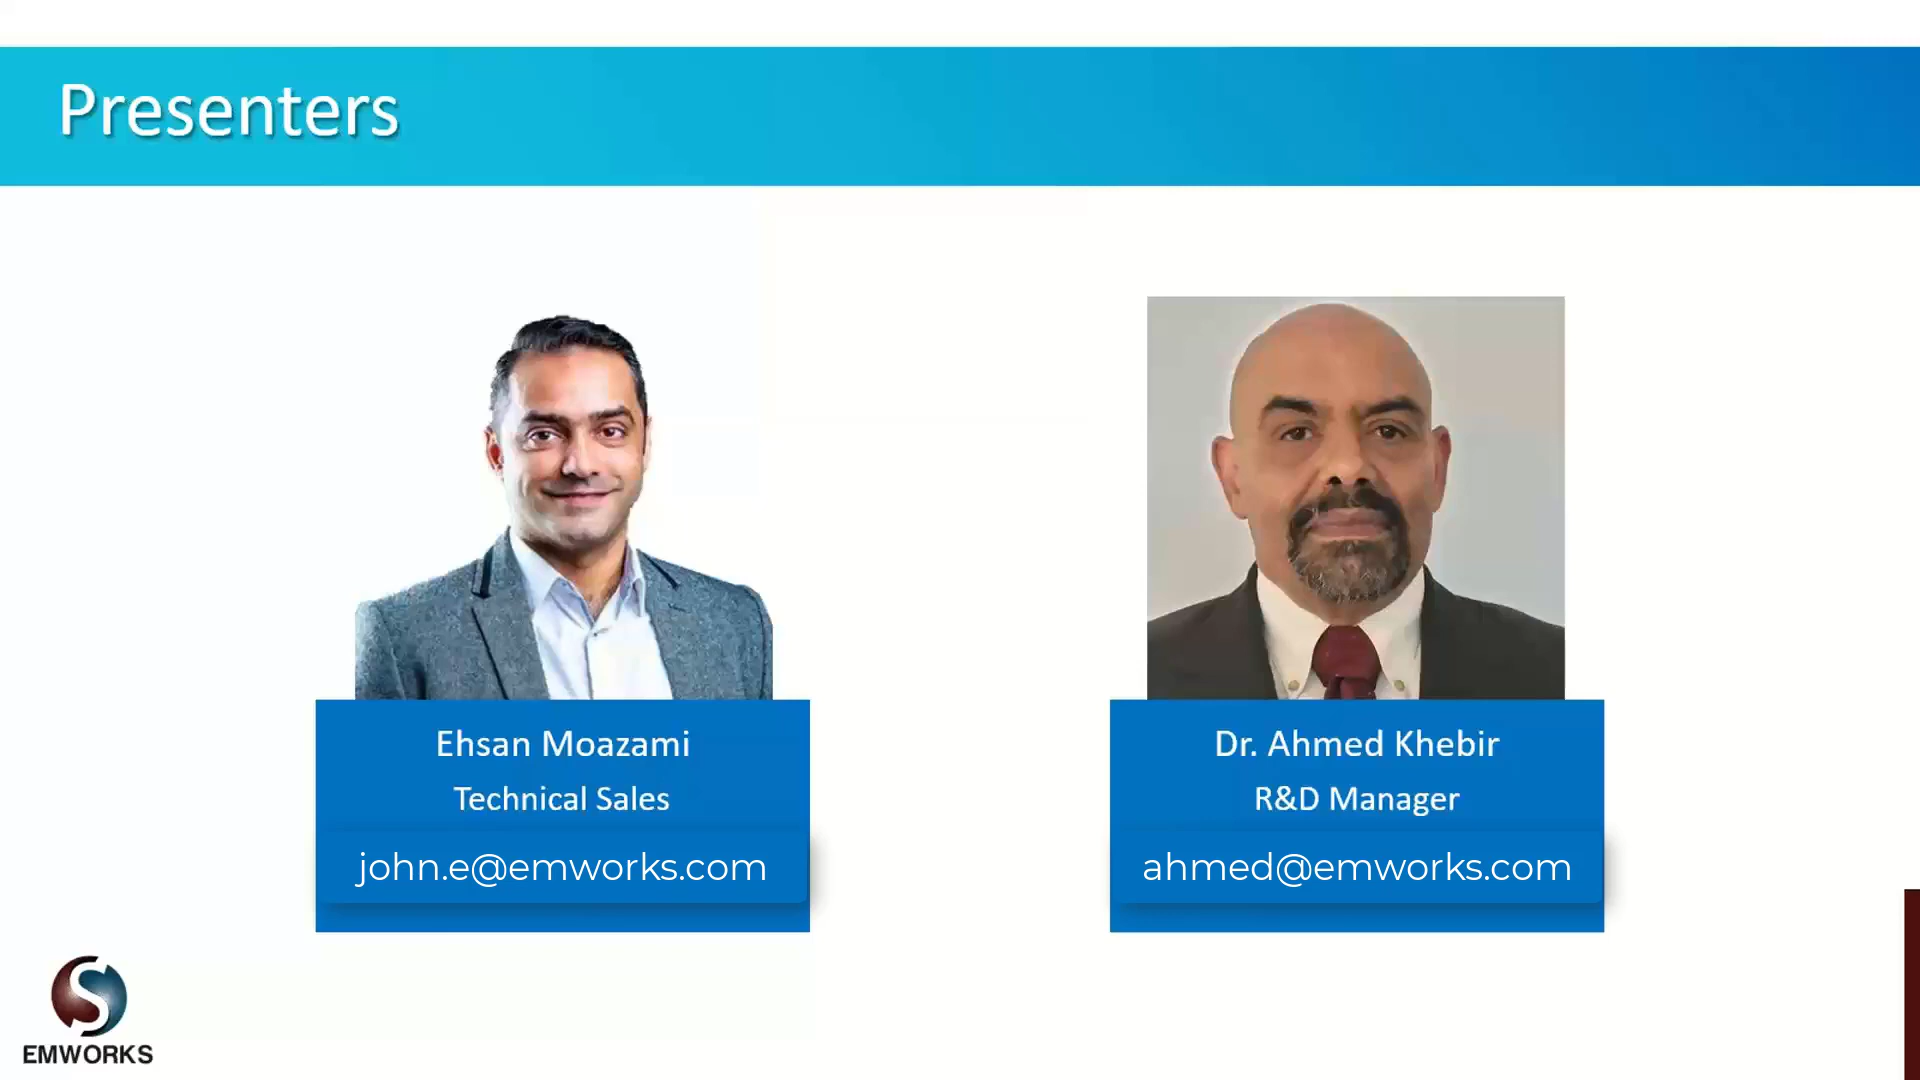 Presenters
Ehsan Moazami
Technical Sales
john.e@emworks.com
Dr. Ahmed Khebir
R&D Manager
ahmed@emworks.com
EMWORKS